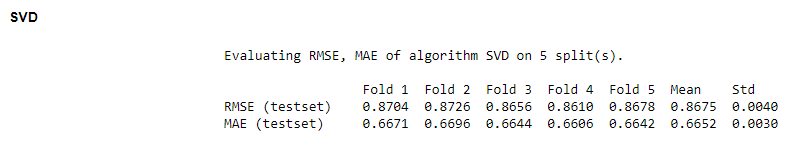 SVD
Evaluating RMSE, MAE of algorithm SVD on 5 split(s).
Fold 1 Fold 2 Fold 3 Fold 4 Fold 5 Mean Std
RMSE (testset) 0.8704 0.8726 0.8656 0.8610 0.8678 0.8675 0.0040
MAE (testset) 0.6671 0.6696 0.6644 0.6606 0.6642 0.6652 0.0030